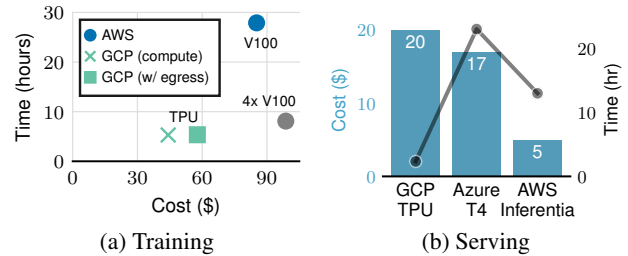 Time (hours)
30
20
10
0
AWS
GCP (compute)
GCP (w/ egress)
V100
4x V100
TPU
0 30 60 90
Cost ($)
(a) Training
Cost ($)
20
10
0
20
17
5
Time (hr)
20
10
0
GCP Azure AWS
TPU T4 Inferentia
(b) Serving